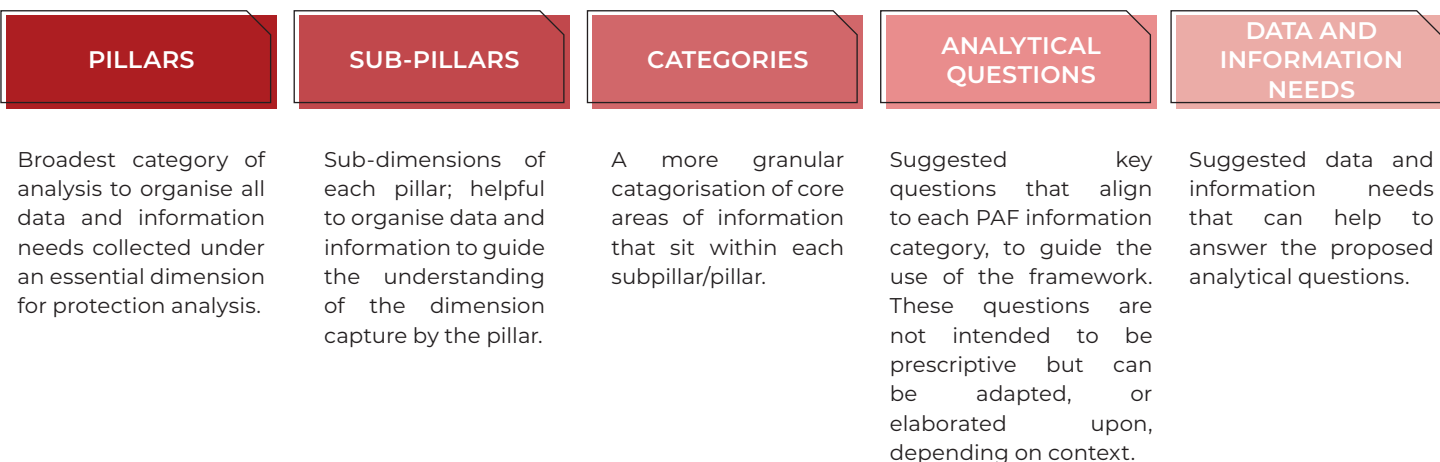 PILLARS
Broadest category of
analysis to organise all
data and information
needs collected under
an essential dimension
for protection analysis.
SUB-PILLARS
Sub-dimensions of
each pillar; helpful
to organise data and
information to guide
the understanding
of the dimension
capture by the pillar.
CATEGORIES
A more granular
catagorisation of core
areas of information
that sit within each
subpillar/pillar.
ANALYTICAL
QUESTIONS
Suggested key
questions that align
to each PAF information
category, to guide the
use of the framework.
These questions are
not intended to be
prescriptive but can
be adapted, or
elaborated upon,
depending on context.
DATA AND
INFORMATION
NEEDS
Suggested data and
information needs
that can help to
answer the proposed
analytical questions.